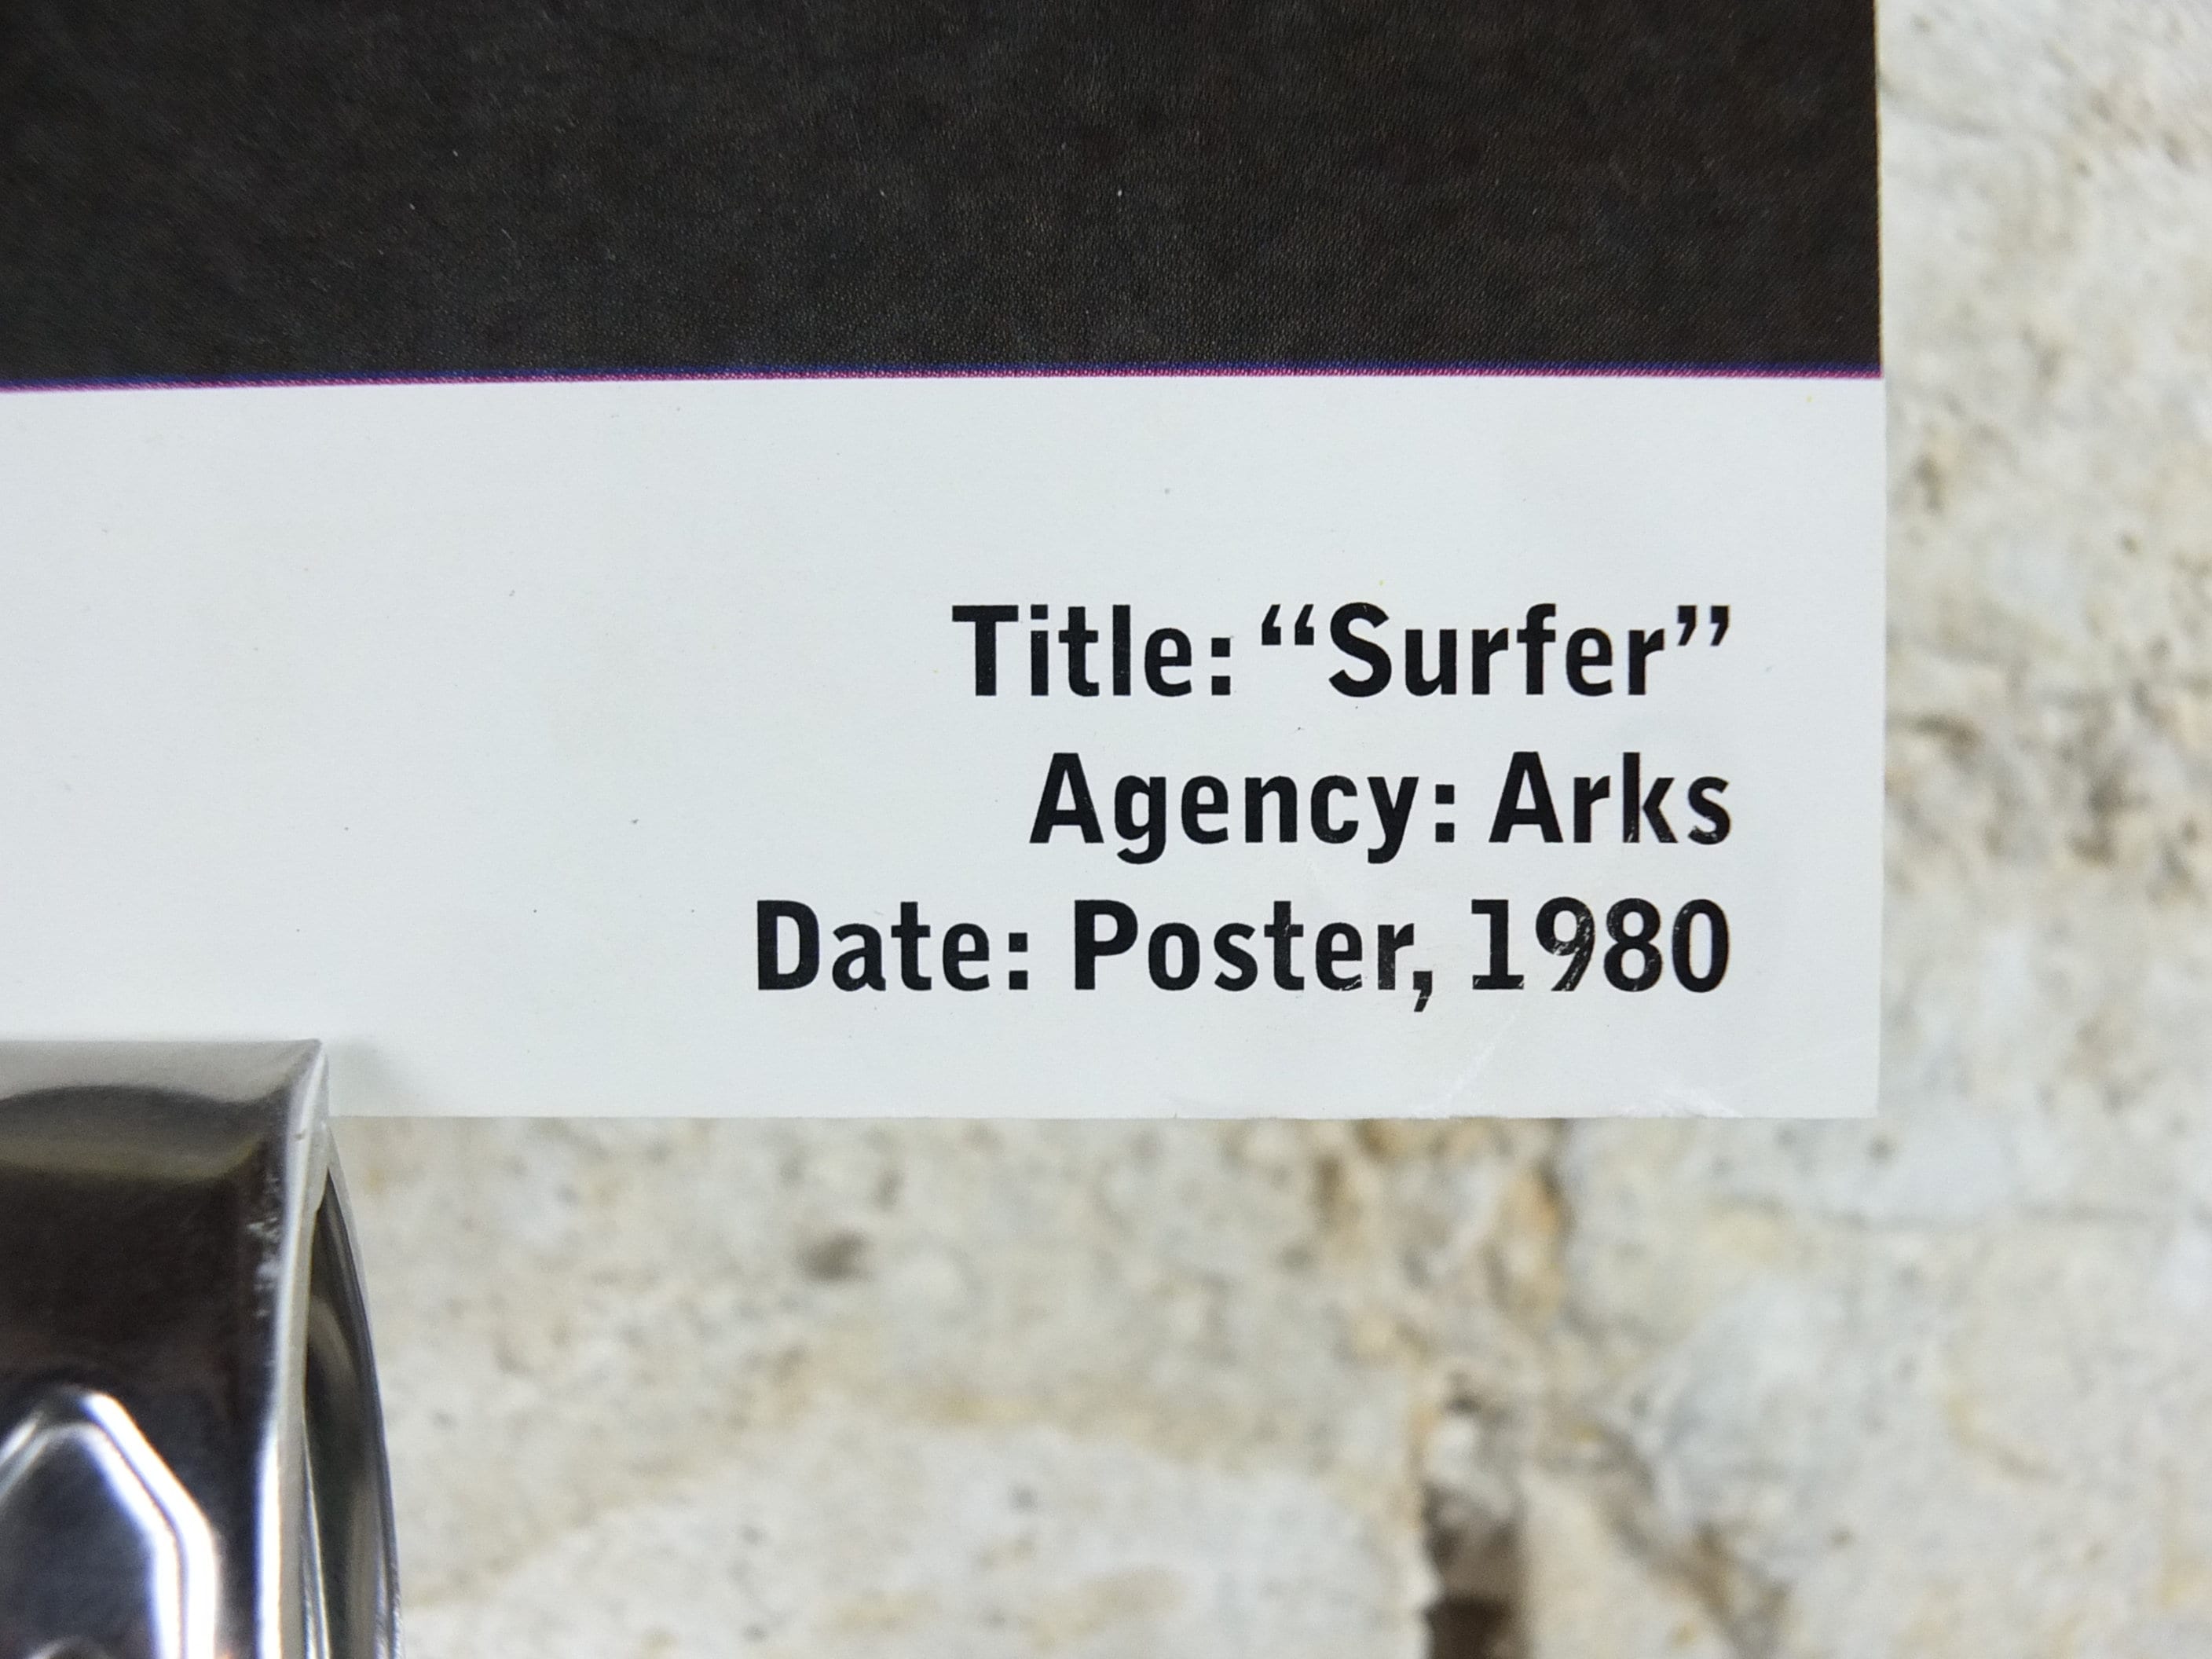 Title: “Surfer”
Agency: Arks
Date: Poster, 1980